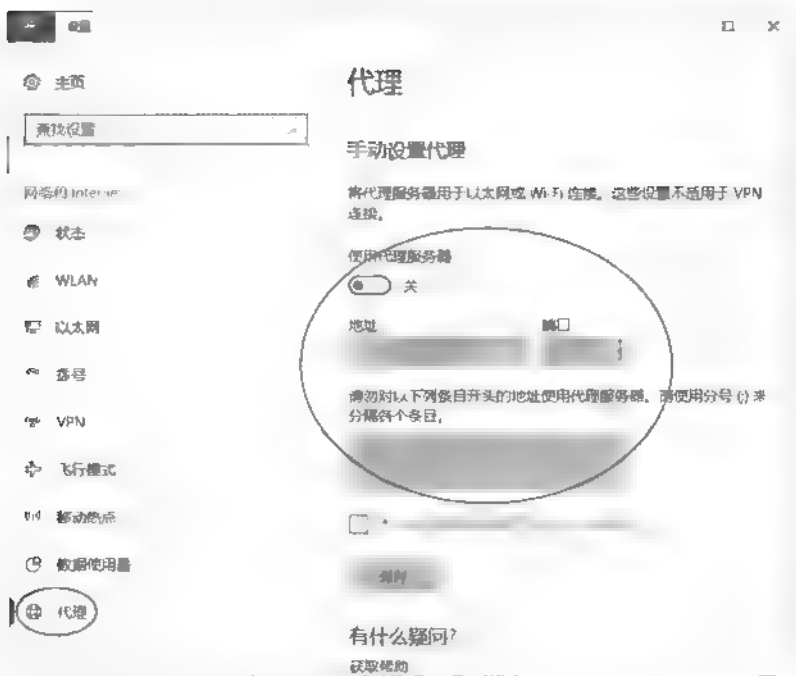 设置
主页
代理
查找设置
手动设置代理
网络和 Internet
将代理服务器用于以太网或 Wi-Fi 连接。这些设置不适用于 VPN
连接。
状态
使用代理服务器
关
WLAN
以太网
地址
端口
拨号
请勿对以下列条目开头的地址使用代理服务器。若使用分号 (;) 来
分隔各个条目。
VPN
飞行模式
移动热点
数据使用量
保存
代理
有什么疑问?
获取帮助